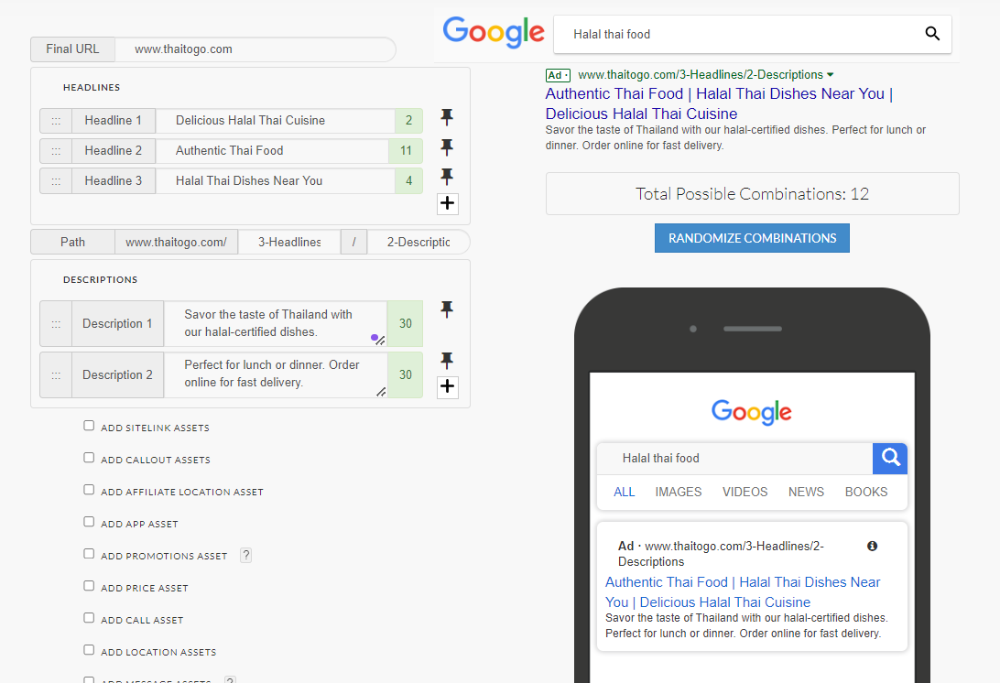 Final URL
www.thaitogo.com
HEADLINES
::: Headline 1 Delicious Halal Thai Cuisine 2
::: Headline 2 Authentic Thai Food 11
::: Headline 3 Halal Thai Dishes Near You 4
+
Path www.thaitogo.com/ 3-Headlines / 2-Descriptic
DESCRIPTIONS
::: Description 1 Savor the taste of Thailand with
our halal-certified dishes.
30
::: Description 2 Perfect for lunch or dinner. Order
online for fast delivery.
30
+
ADD SITELINK ASSETS
ADD CALLOUT ASSETS
ADD AFFILIATE LOCATION ASSET
ADD APP ASSET
ADD PROMOTIONS ASSET ?
ADD PRICE ASSET
ADD CALL ASSET
ADD LOCATION ASSETS
ADD MESSAGE ASSETS ?
Google
Halal thai food
Ad · www.thaitogo.com/3-Headlines/2-Descriptions
Authentic Thai Food | Halal Thai Dishes Near You |
Delicious Halal Thai Cuisine
Savor the taste of Thailand with our halal-certified dishes. Perfect for lunch or
dinner. Order online for fast delivery.
Total Possible Combinations: 12
RANDOMIZE COMBINATIONS
Google
Halal thai food
ALL IMAGES VIDEOS NEWS BOOKS
Ad · www.thaitogo.com/3-Headlines/2-
Descriptions
Authentic Thai Food | Halal Thai Dishes Near
You | Delicious Halal Thai Cuisine
Savor the taste of Thailand with our halal-certified dishes.
Perfect for lunch or dinner. Order online for fast delivery.